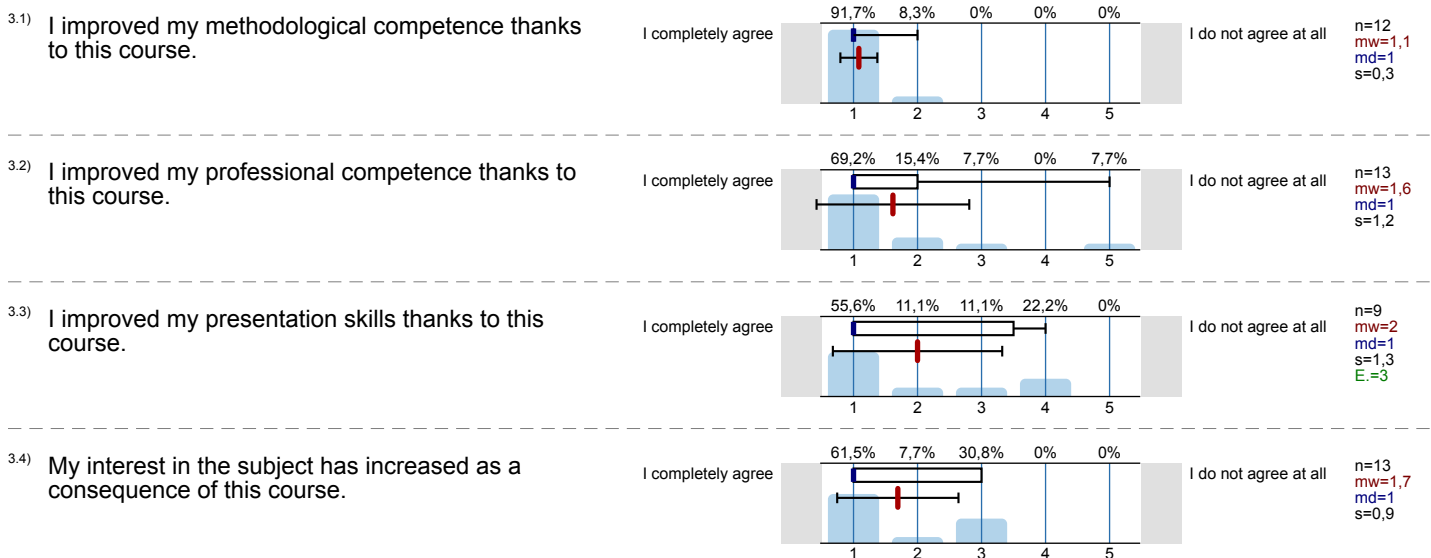 3.1) I improved my methodological competence thanks
to this course.
I completely agree
91,7% 8,3% 0% 0% 0%
1 2 3 4 5
I do not agree at all
n=12
mw=1,1
md=1
s=0,3
3.2) I improved my professional competence thanks to
this course.
I completely agree
69,2% 15,4% 7,7% 0% 7,7%
1 2 3 4 5
I do not agree at all
n=13
mw=1,6
md=1
s=1,2
3.3) I improved my presentation skills thanks to this
course.
I completely agree
55,6% 11,1% 11,1% 22,2% 0%
1 2 3 4 5
I do not agree at all
n=9
mw=2
md=1
s=1,3
E.=3
3.4) My interest in the subject has increased as a
consequence of this course.
I completely agree
61,5% 7,7% 30,8% 0% 0%
1 2 3 4 5
I do not agree at all
n=13
mw=1,7
md=1
s=0,9